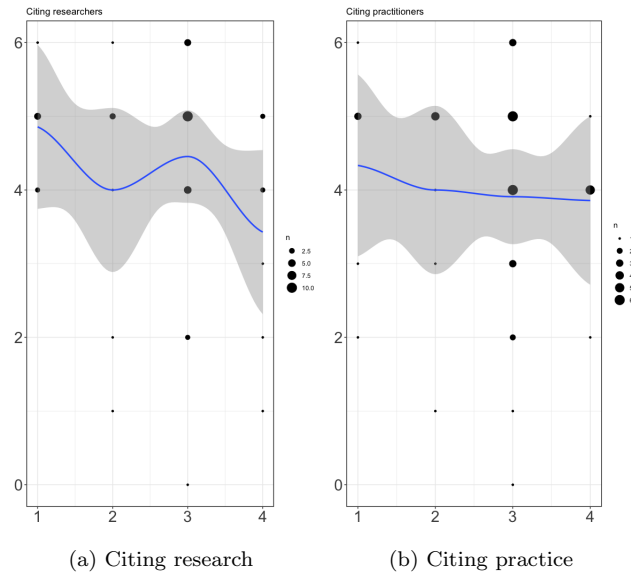 Citing researchers
6
4
2
0
1 2 3 4
n
2.5
5.0
7.5
10.0
(a) Citing research
Citing practitioners
6
4
2
0
1 2 3 4
n
(b) Citing practice